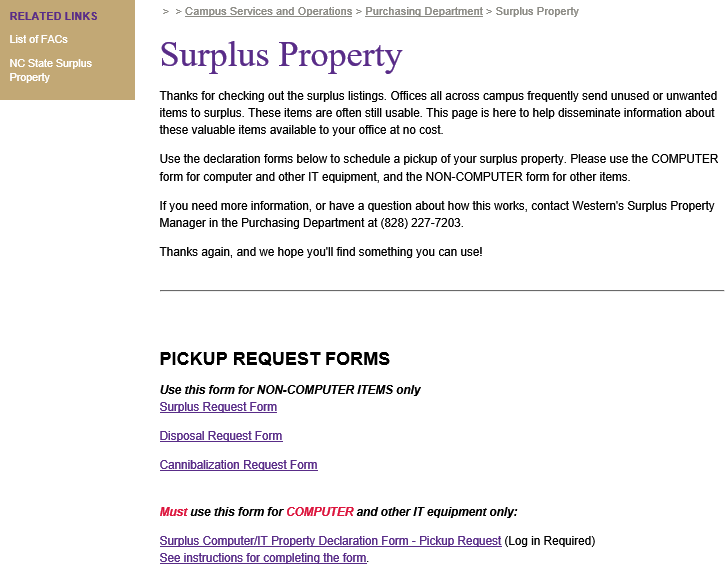 RELATED LINKS
List of FACs
NC State Surplus
Property
> > Campus Services and Operations > Purchasing Department > Surplus Property
Surplus Property
Thanks for checking out the surplus listings. Offices all across campus frequently send unused or unwanted
items to surplus. These items are often still usable. This page is here to help disseminate information about
these valuable items available to your office at no cost.
Use the declaration forms below to schedule a pickup of your surplus property. Please use the COMPUTER
form for computer and other IT equipment, and the NON-COMPUTER form for other items.
If you need more information, or have a question about how this works, contact Western's Surplus Property
Manager in the Purchasing Department at (828) 227-7203.
Thanks again, and we hope you'll find something you can use!
PICKUP REQUEST FORMS
Use this form for NON-COMPUTER ITEMS only
Surplus Request Form
Disposal Request Form
Cannibalization Request Form
Must use this form for COMPUTER and other IT equipment only:
Surplus Computer/IT Property Declaration Form - Pickup Request (Log in Required)
See instructions for completing the form.